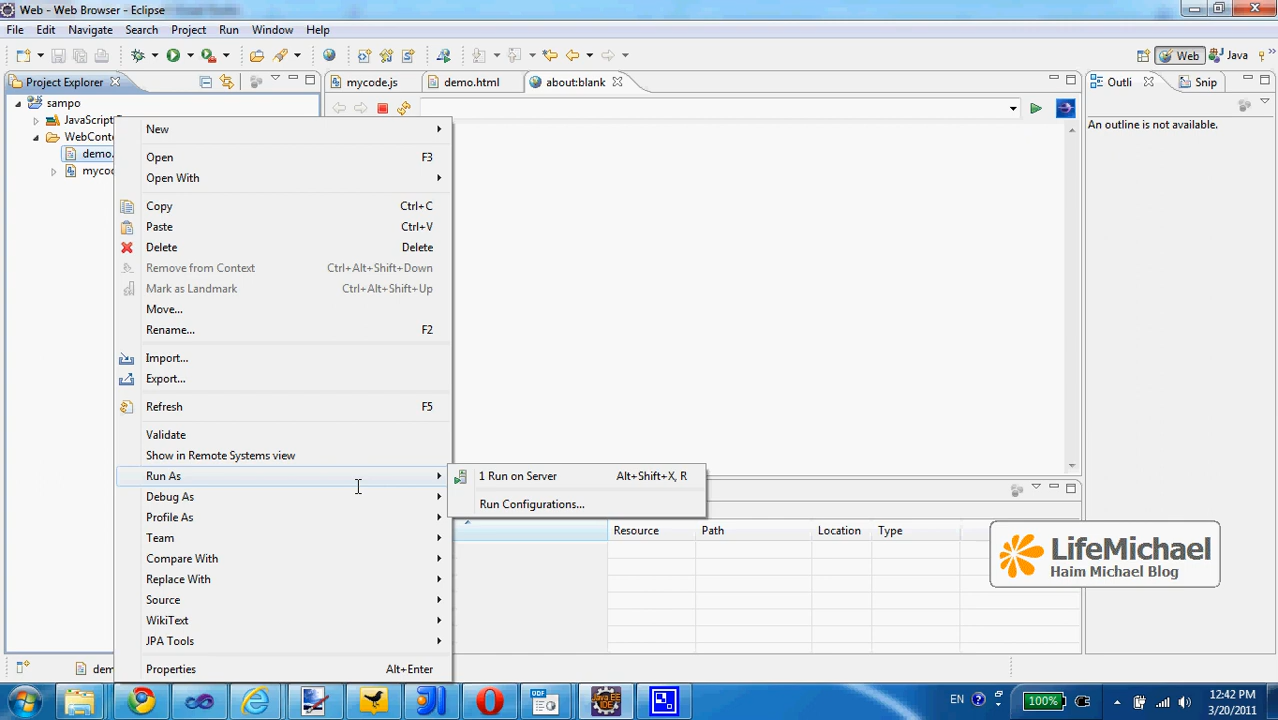 Web - Web Browser - Eclipse
File Edit Navigate Search Project Run Window Help
Web Java
Project Explorer
mycode.js demo.html about:blank
Outli Snip
sampo
An outline is not available.
JavaScript
WebConte
demo.
mycod
New
Open F3
Open With
Copy Ctrl+C
Paste Ctrl+V
Delete Delete
Remove from Context Ctrl+Alt+Shift+Down
Mark as Landmark Ctrl+Alt+Shift+Up
Move...
Rename... F2
Import...
Export...
Refresh F5
Validate
Show in Remote Systems view
Run As
1 Run on Server Alt+Shift+X, R
Debug As
Run Configurations...
Profile As
Resource Path Location Type
Team
Compare With
Replace With
Source
WikiText
JPA Tools
LifeMichael
Haim Michael Blog
Properties Alt+Enter
dem
ODF
Java EE
IDE
EN
100%
12:42 PM
3/20/2011